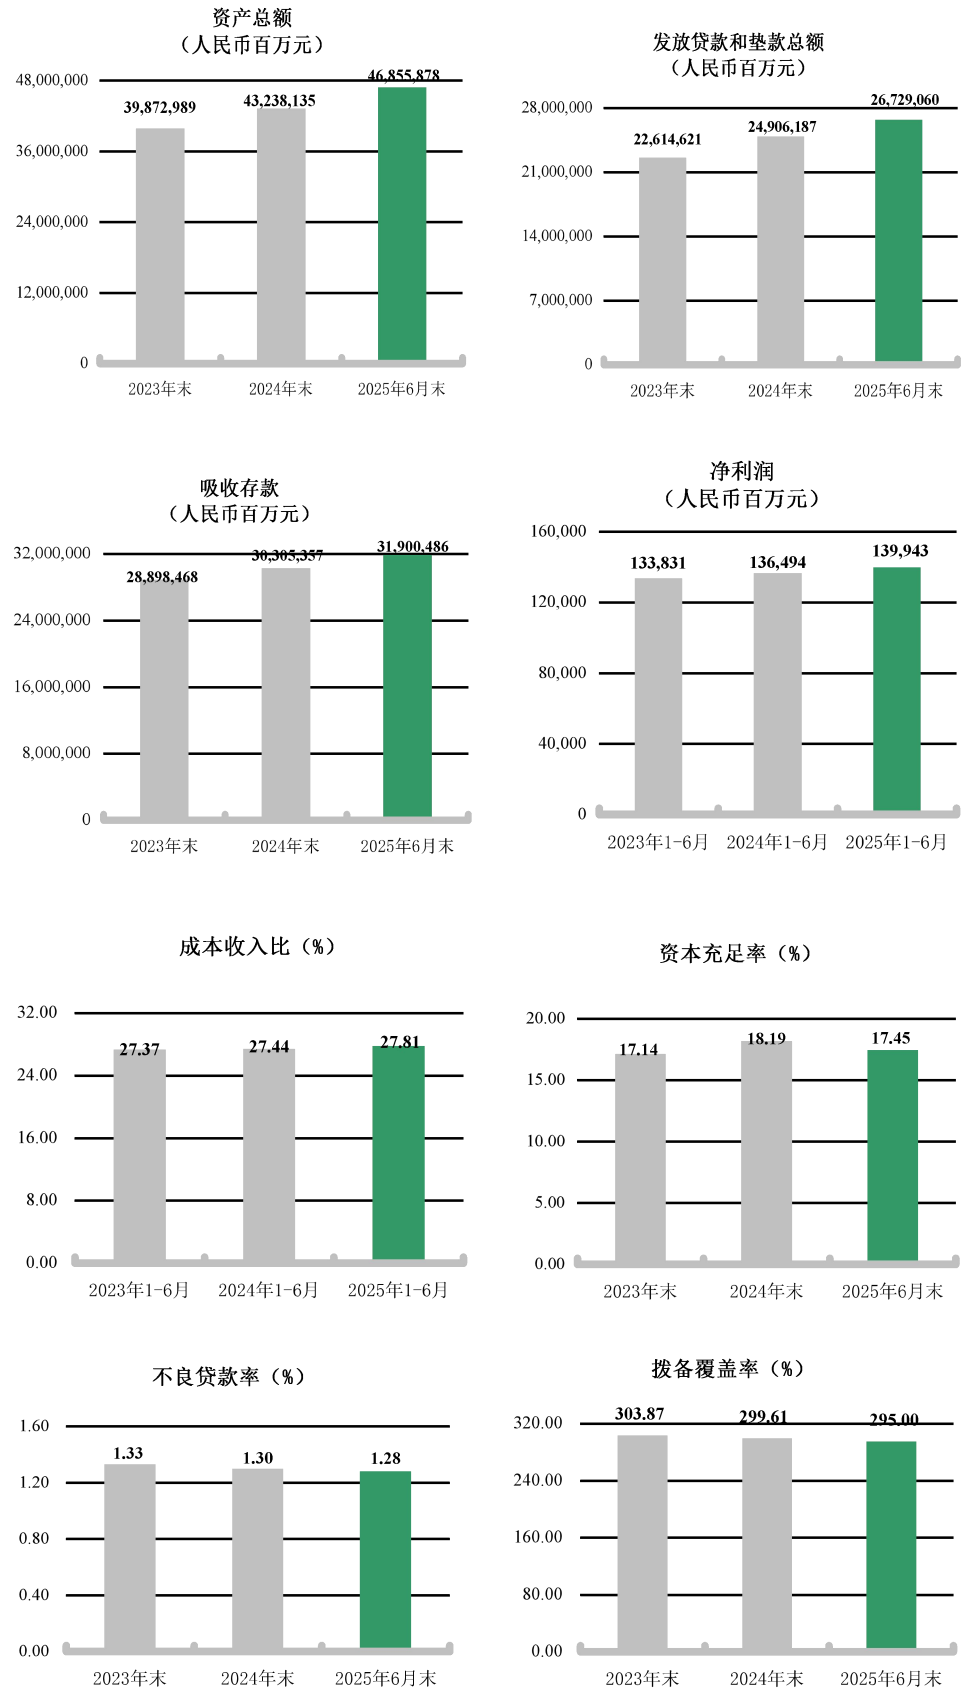 资产总额
（人民币百万元）
48,000,000
36,000,000
24,000,000
12,000,000
0
39,872,989
43,238,135
46,855,878
2023年末
2024年末
2025年6月末
发放贷款和垫款总额
（人民币百万元）
28,000,000
21,000,000
14,000,000
7,000,000
0
22,614,621
24,906,187
26,729,060
2023年末
2024年末
2025年6月末
吸收存款
（人民币百万元）
32,000,000
24,000,000
16,000,000
8,000,000
0
28,898,468
30,305,357
31,900,486
2023年末
2024年末
2025年6月末
净利润
（人民币百万元）
160,000
120,000
80,000
40,000
0
133,831
136,494
139,943
2023年1-6月
2024年1-6月
2025年1-6月
成本收入比（%）
32.00
24.00
16.00
8.00
0.00
27.37
27.44
27.81
2023年1-6月
2024年1-6月
2025年1-6月
资本充足率（%）
20.00
15.00
10.00
5.00
0.00
17.14
18.19
17.45
2023年末
2024年末
2025年6月末
不良贷款率（%）
1.60
1.20
0.80
0.40
0.00
1.33
1.30
1.28
2023年末
2024年末
2025年6月末
拨备覆盖率（%）
320.00
240.00
160.00
80.00
0.00
303.87
299.61
295.00
2023年末
2024年末
2025年6月末